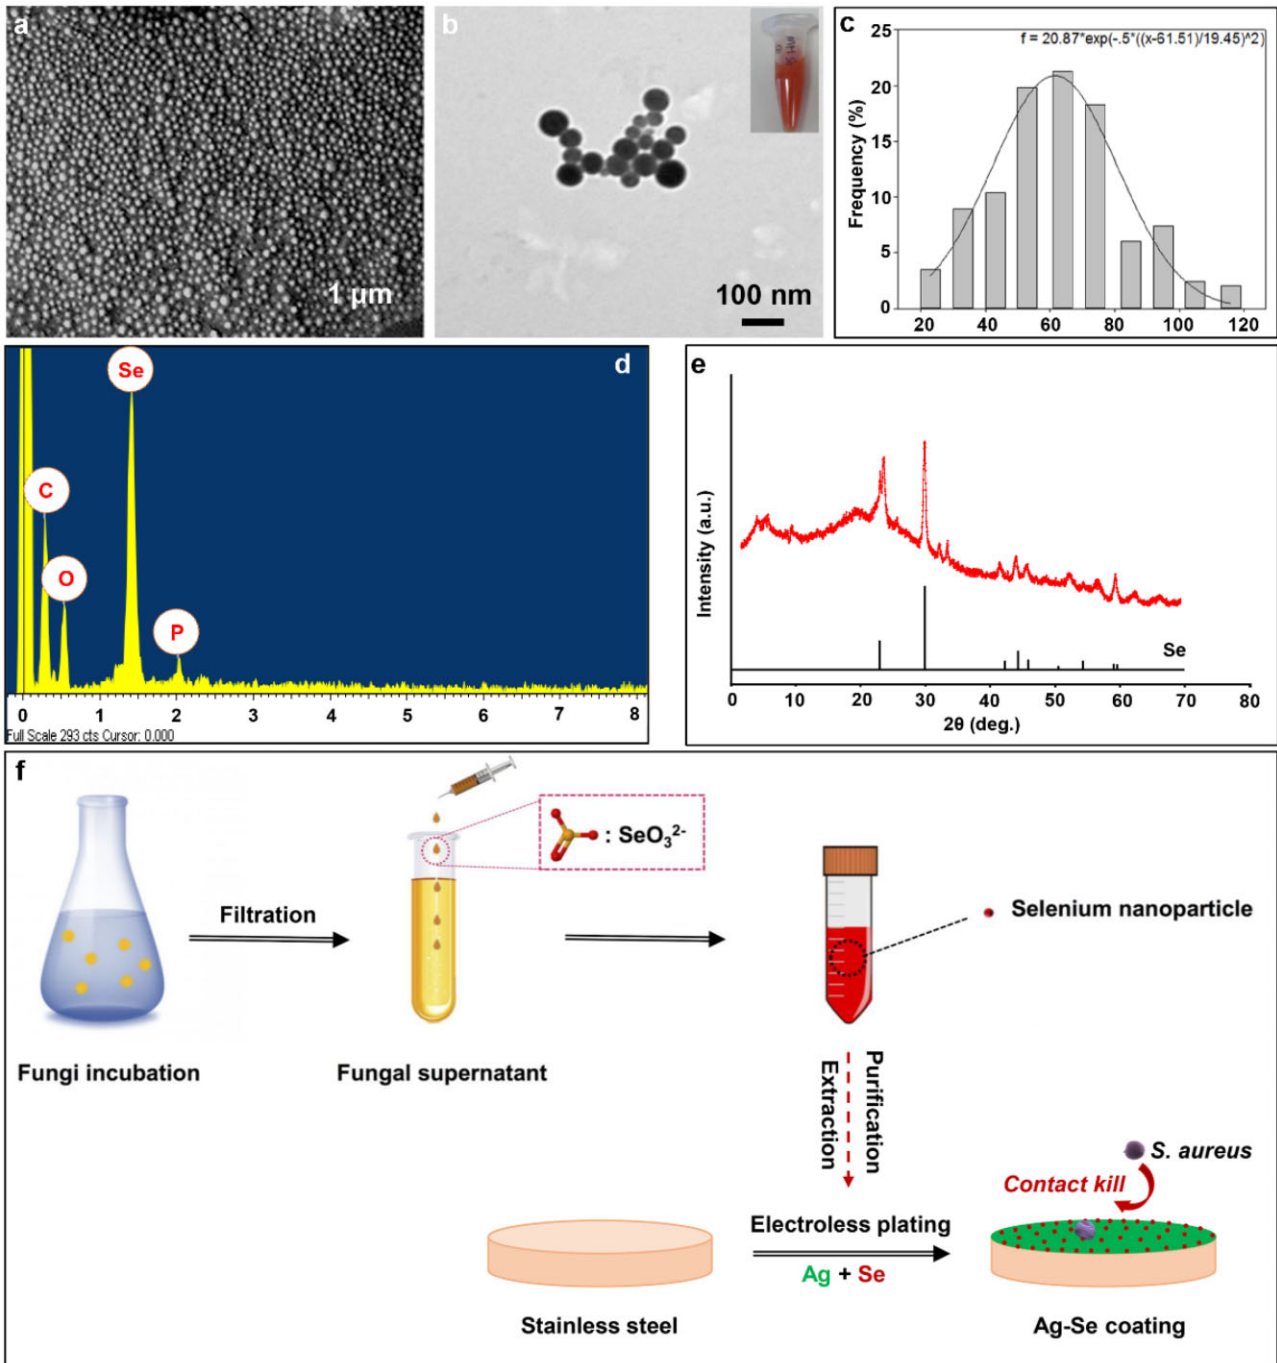 a
1 µm
b
100 nm
c
f = 20.87*exp(-.5*((x-61.51)/19.45)^2)
Frequency (%)
25
20
15
10
5
0
20 40 60 80 100 120
d
Se
C
O
P
0 1 2 3 4 5 6 7 8
Full Scale 293 cts Cursor: 0.000
e
Intensity (a.u.)
Se
0 10 20 30 40 50 60 70 80
2θ (deg.)
f
: SeO₃²⁻
Filtration
Selenium nanoparticle
Fungi incubation
Fungal supernatant
Purification
Extraction
S. aureus
Contact kill
Electroless plating
Ag + Se
Stainless steel
Ag-Se coating